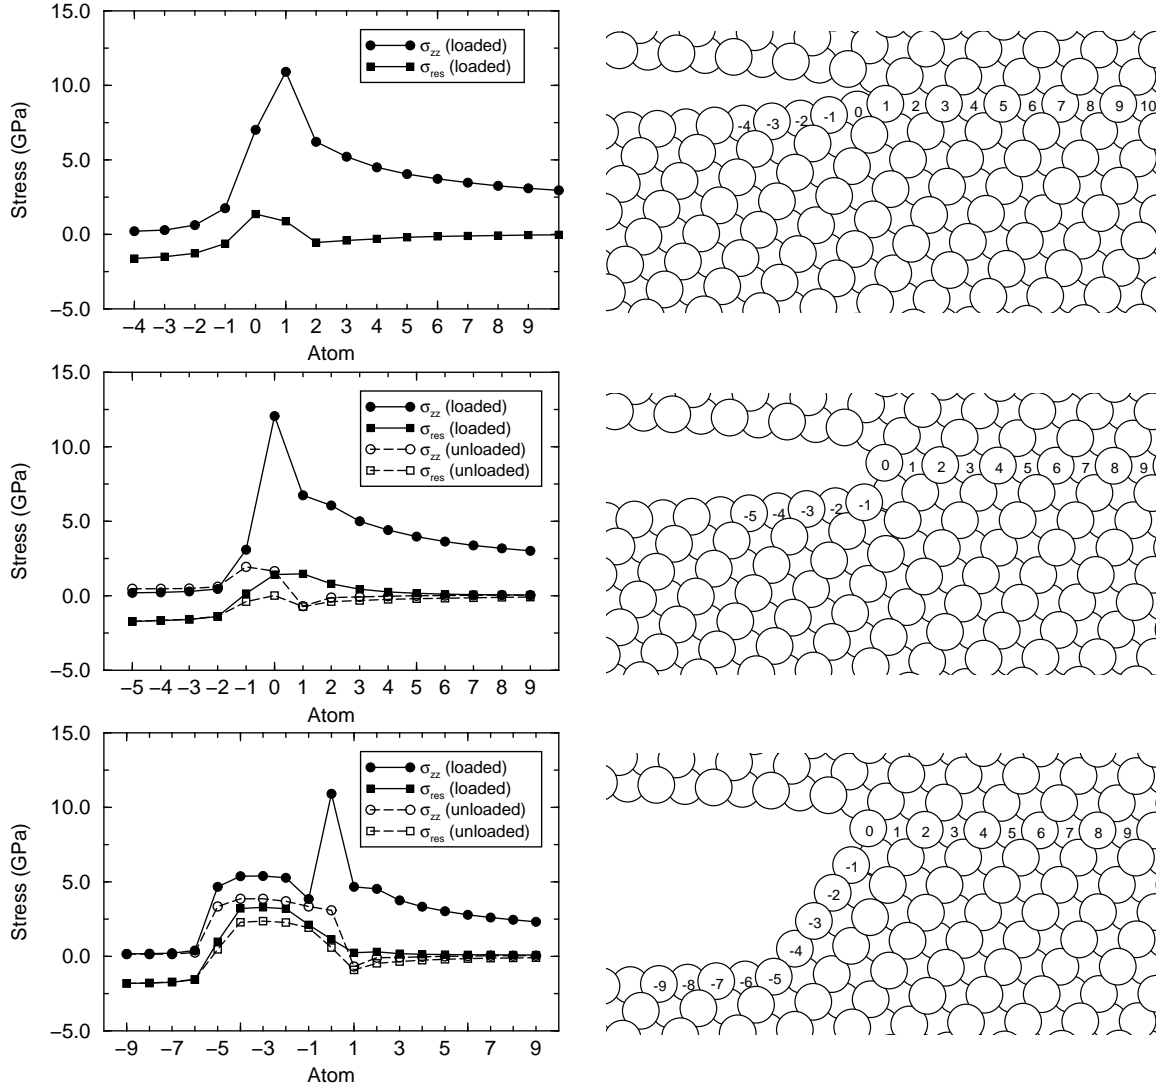 15.0
10.0
5.0
0.0
−5.0
Stress (GPa)
σzz (loaded)
σres (loaded)
−4 −3 −2 −1 0 1 2 3 4 5 6 7 8 9
Atom
-4 -3 -2 -1 0 1 2 3 4 5 6 7 8 9 10
15.0
10.0
5.0
0.0
−5.0
Stress (GPa)
σzz (loaded)
σres (loaded)
σzz (unloaded)
σres (unloaded)
−5 −4 −3 −2 −1 0 1 2 3 4 5 6 7 8 9
Atom
-5 -4 -3 -2 -1 0 1 2 3 4 5 6 7 8 9
15.0
10.0
5.0
0.0
−5.0
Stress (GPa)
σzz (loaded)
σres (loaded)
σzz (unloaded)
σres (unloaded)
−9 −7 −5 −3 −1 1 3 5 7 9
Atom
0 1 2 3 4 5 6 7 8 9
-1
-2
-3
-4
-9 -8 -7 -6 -5